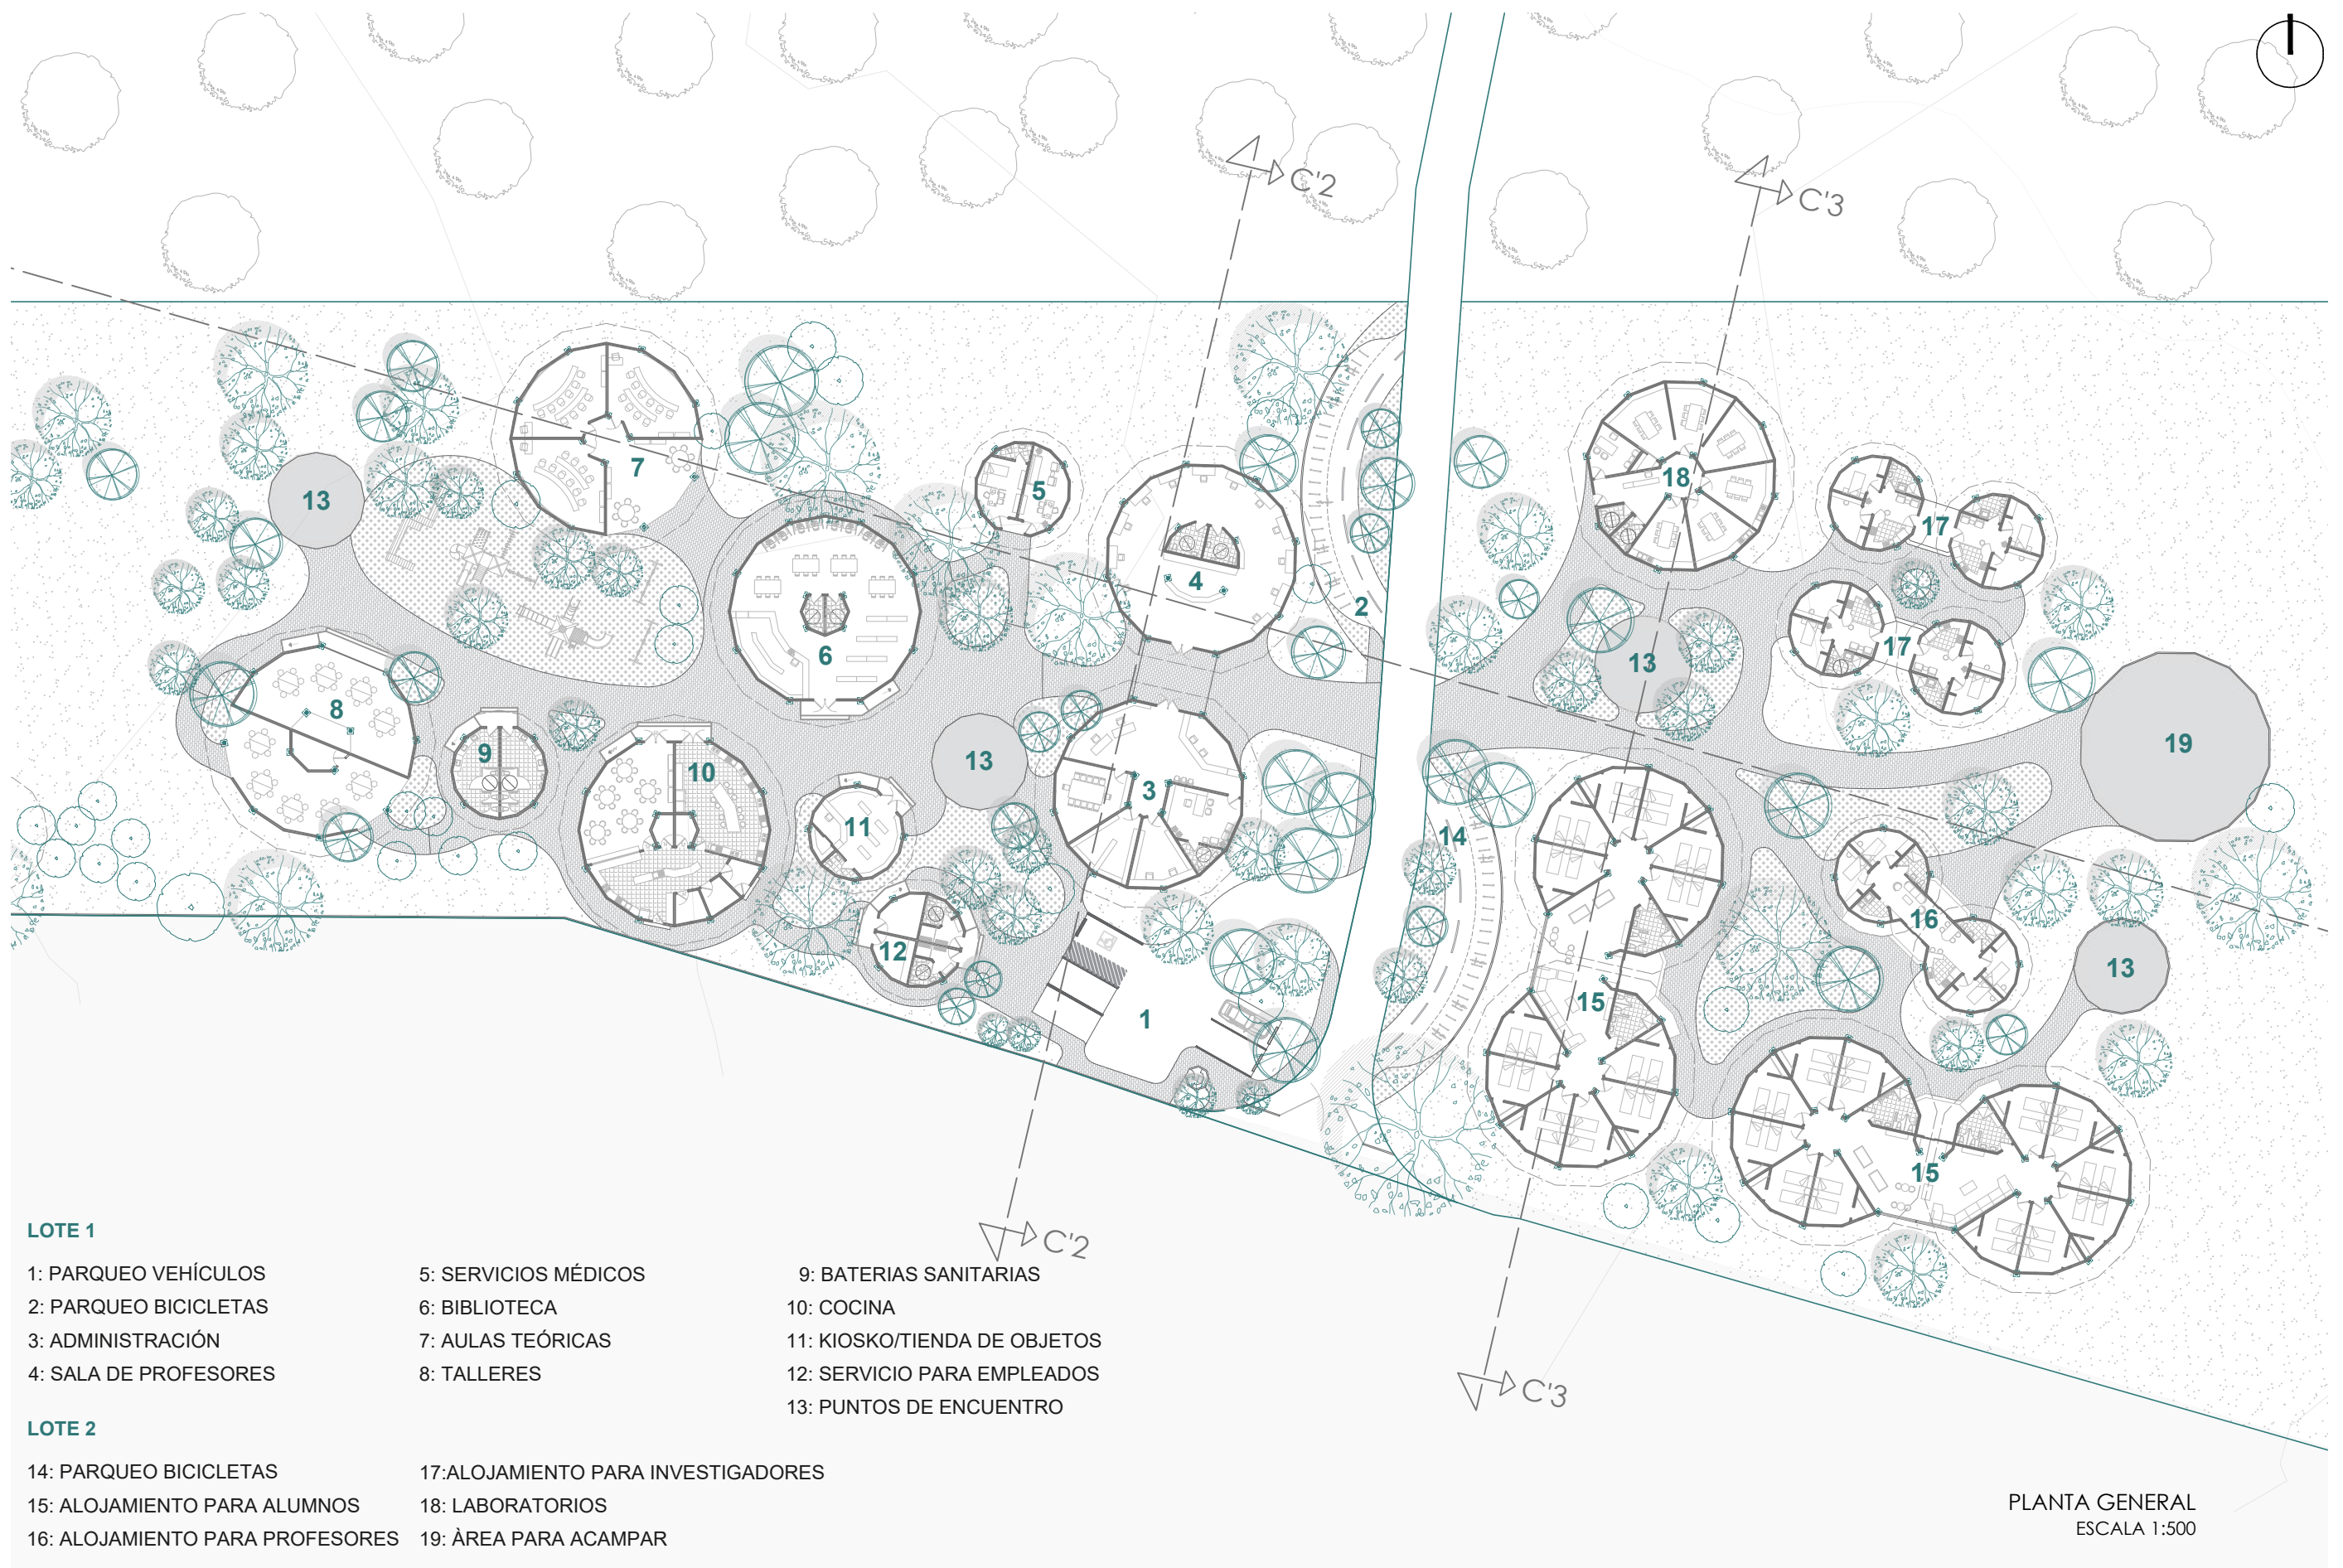 C'2
C'3
7
5
18
13
17
4
2
6
17
13
8
9
10
13
3
19
11
14
16
12
13
15
1
15
C'2
C'3
LOTE 1
1: PARQUEO VEHÍCULOS
2: PARQUEO BICICLETAS
3: ADMINISTRACIÓN
4: SALA DE PROFESORES
5: SERVICIOS MÉDICOS
6: BIBLIOTECA
7: AULAS TEÓRICAS
8: TALLERES
9: BATERIAS SANITARIAS
10: COCINA
11: KIOSKO/TIENDA DE OBJETOS
12: SERVICIO PARA EMPLEADOS
13: PUNTOS DE ENCUENTRO
LOTE 2
14: PARQUEO BICICLETAS
15: ALOJAMIENTO PARA ALUMNOS
16: ALOJAMIENTO PARA PROFESORES
17:ALOJAMIENTO PARA INVESTIGADORES
18: LABORATORIOS
19: ÀREA PARA ACAMPAR
PLANTA GENERAL
ESCALA 1:500